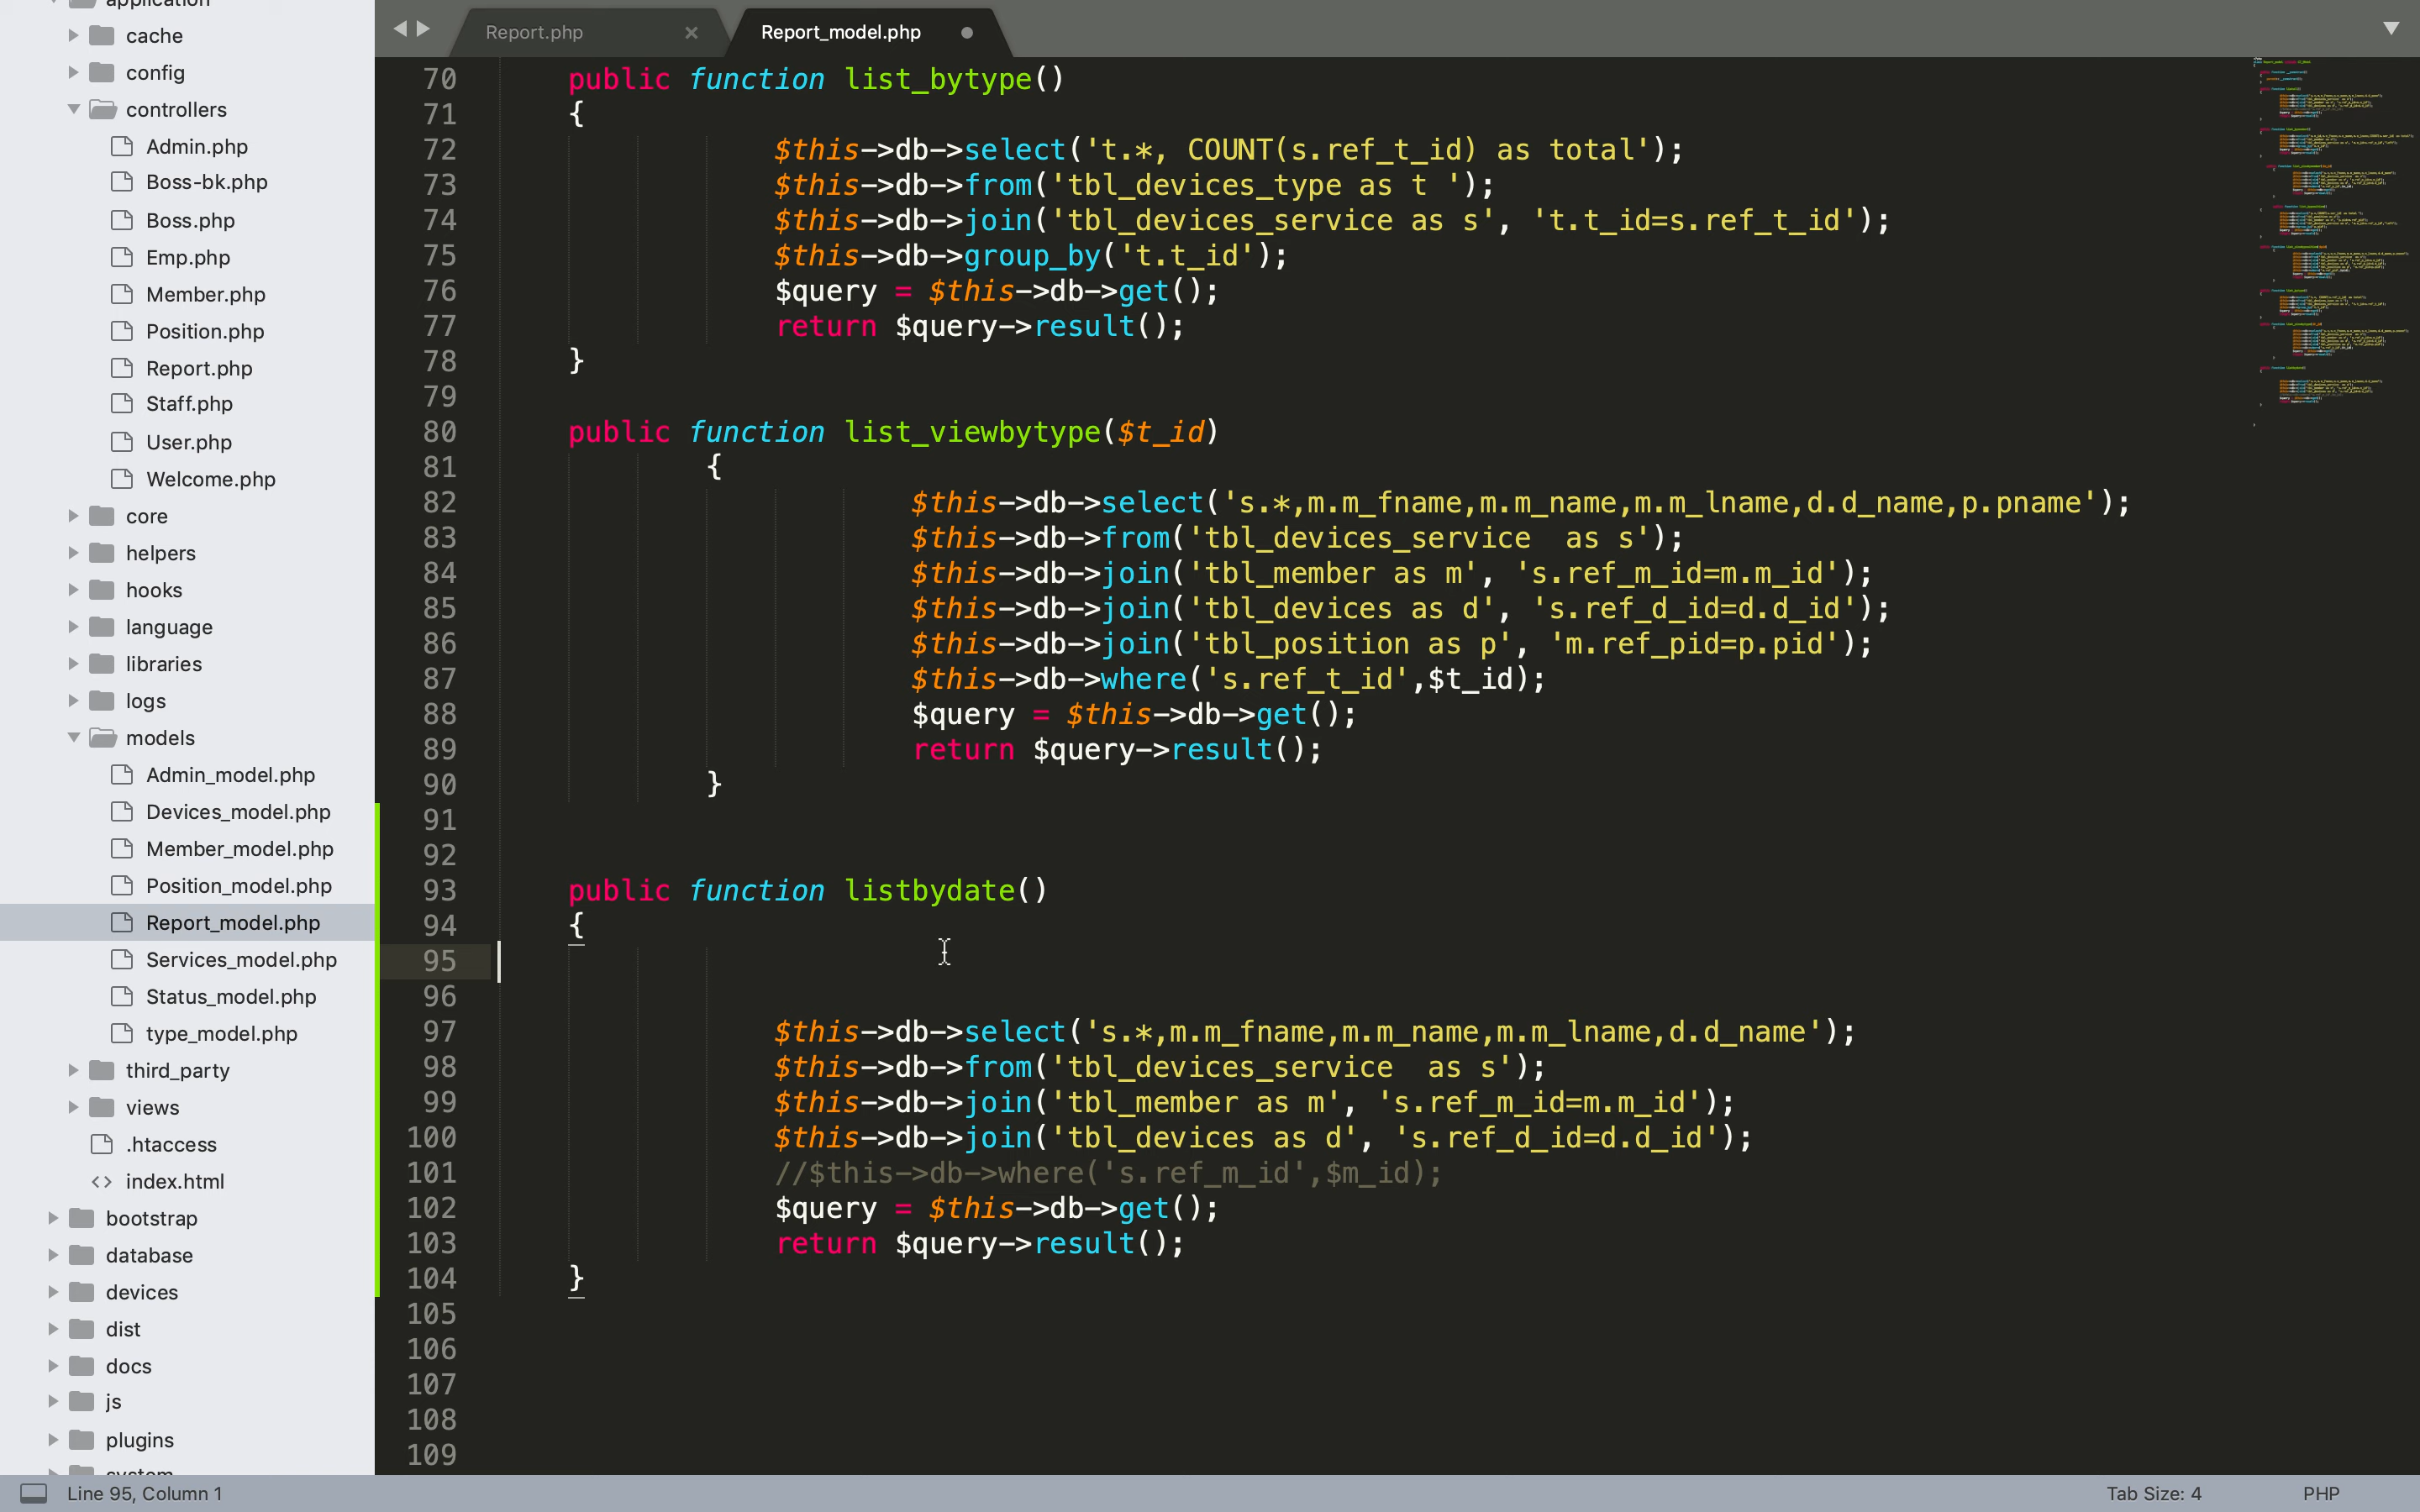 application
cache
config
controllers
Admin.php
Boss-bk.php
Boss.php
Emp.php
Member.php
Position.php
Report.php
Staff.php
User.php
Welcome.php
core
helpers
hooks
language
libraries
logs
models
Admin_model.php
Devices_model.php
Member_model.php
Position_model.php
Report_model.php
Services_model.php
Status_model.php
type_model.php
third_party
views
.htaccess
<> index.html
bootstrap
database
devices
dist
docs
js
plugins
system
Report.php × Report_model.php
70 public function list_bytype()
71 {
72 $this->db->select('t.*, COUNT(s.ref_t_id) as total');
73 $this->db->from('tbl_devices_type as t ');
74 $this->db->join('tbl_devices_service as s', 't.t_id=s.ref_t_id');
75 $this->db->group_by('t.t_id');
76 $query = $this->db->get();
77 return $query->result();
78 }
79
80 public function list_viewbytype($t_id)
81 {
82 $this->db->select('s.*,m.m_fname,m.m_name,m.m_lname,d.d_name,p.pname');
83 $this->db->from('tbl_devices_service  as s');
84 $this->db->join('tbl_member as m', 's.ref_m_id=m.m_id');
85 $this->db->join('tbl_devices as d', 's.ref_d_id=d.d_id');
86 $this->db->join('tbl_position as p', 'm.ref_pid=p.pid');
87 $this->db->where('s.ref_t_id',$t_id);
88 $query = $this->db->get();
89 return $query->result();
90 }
91
92
93 public function listbydate()
94 {
95
96
97 $this->db->select('s.*,m.m_fname,m.m_name,m.m_lname,d.d_name');
98 $this->db->from('tbl_devices_service  as s');
99 $this->db->join('tbl_member as m', 's.ref_m_id=m.m_id');
100 $this->db->join('tbl_devices as d', 's.ref_d_id=d.d_id');
101 //$this->db->where('s.ref_m_id',$m_id);
102 $query = $this->db->get();
103 return $query->result();
104 }
105
106
107
108
109
Line 95, Column 1 Tab Size: 4 PHP